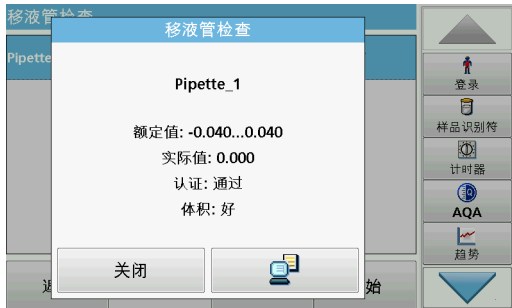 移液管检查
移液管检查
Pipette
Pipette_1
额定值: -0.040...0.040
实际值: 0.000
认证: 通过
体积: 好
关闭
始
登录
样品识别符
计时器
AQA
趋势